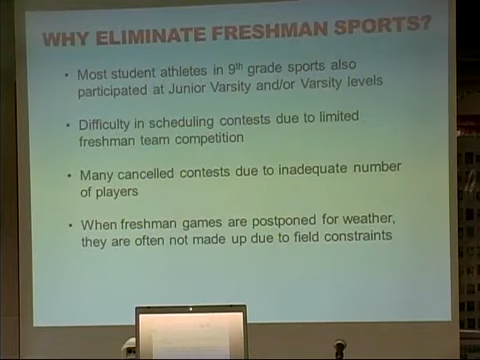 WHY ELIMINATE FRESHMAN SPORTS?
• Most student athletes in 9th grade sports also
participated at Junior Varsity and/or Varsity levels
• Difficulty in scheduling contests due to limited
freshman team competition
• Many cancelled contests due to inadequate number
of players
• When freshman games are postponed for weather,
they are often not made up due to field constraints